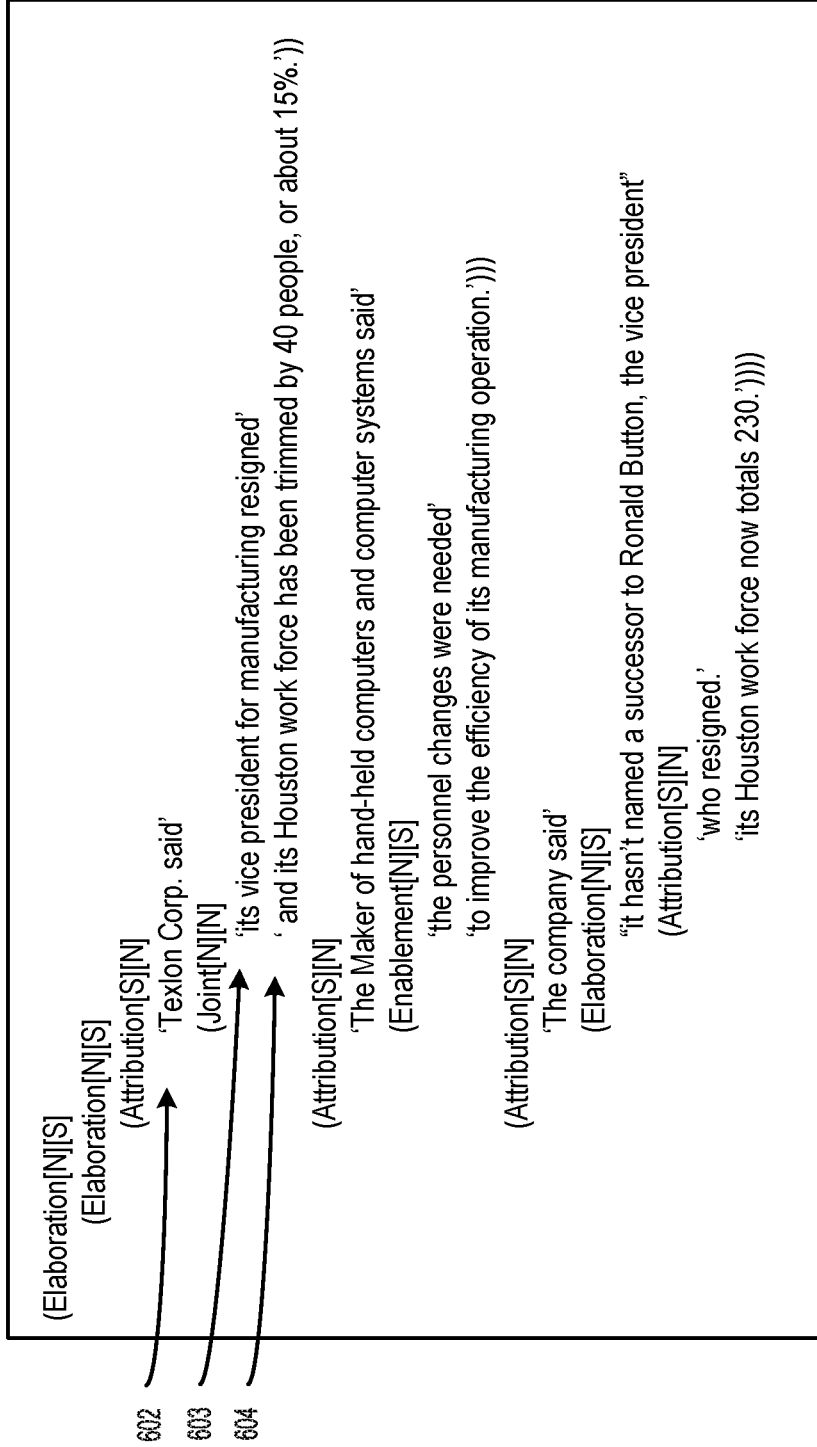 (Elaboration[N][S]
(Elaboration[N][S]
(Attribution[S][N]
602
‘Texlon Corp. said’
(Joint[N][N]
603
‘its vice president for manufacturing resigned’
604
‘ and its Houston work force has been trimmed by 40 people, or about 15%.’))
(Attribution[S][N]
‘The Maker of hand-held computers and computer systems said’
(Enablement[N][S]
‘the personnel changes were needed’
‘to improve the efficiency of its manufacturing operation.’)))
(Attribution[S][N]
‘The company said’
(Elaboration[N][S]
“it hasn’t named a successor to Ronald Button, the vice president”
(Attribution[S][N]
‘who resigned.’
‘its Houston work force now totals 230.’))))